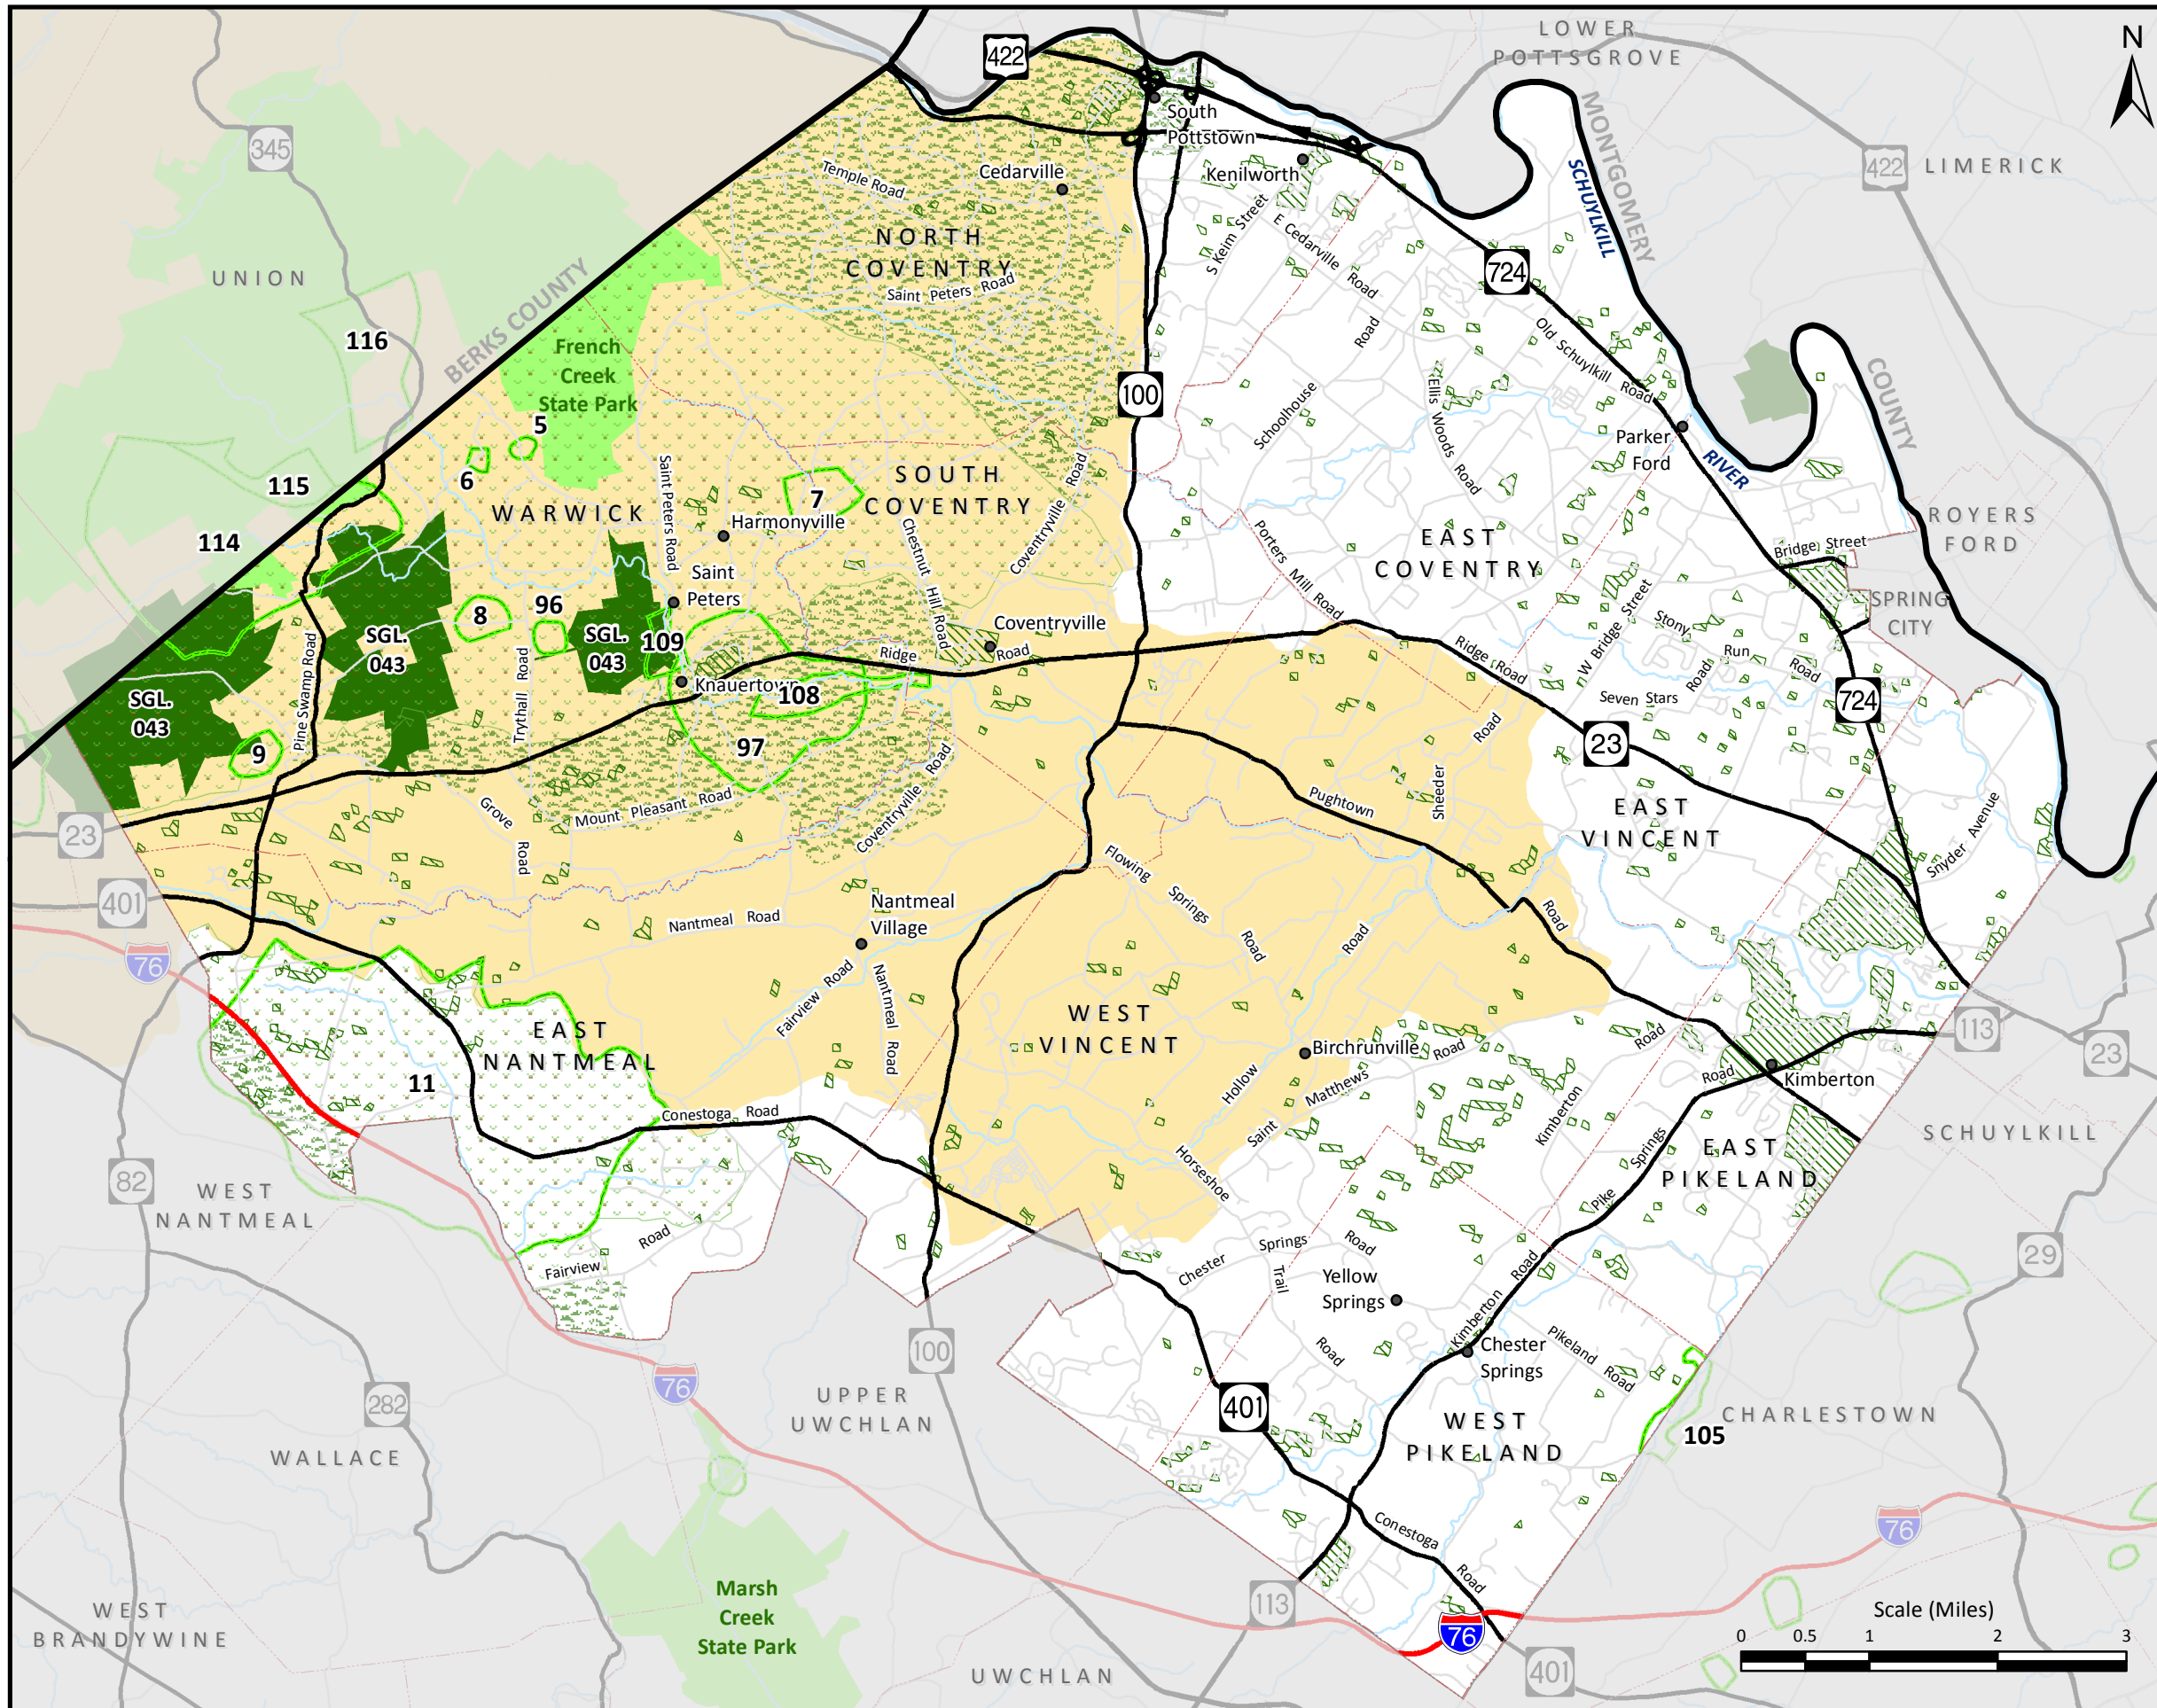 LOWER
POTTSGROVE
N
422
345
South
Pottstown
MONTGOMERY
SCHUYLKILL
422
LIMERICK
Temple Road
Cedarville
Kenilworth
S Keim Street
E Cedarville Road
NORTH
COVENTRY
Saint Peters Road
UNION
724
116
BERKS COUNTY
French
Creek
State Park
100
Road
Schoolhouse
Ellis Woods Road
Old Schuylkill Road
COUNTY
5
6
Parker
Ford
RIVER
115
WARWICK
Saint Peters Road
7
SOUTH
COVENTRY
Coventryville Road
Harmonyville
114
Chestnut Hill Road
Porters Mill Road
EAST
COVENTRY
ROYERS
FORD
Bridge Street
Saint
Peters
8
96
SGL.
043
SGL.
043
109
Coventryville
Ridge Road
Ridge Road
W Bridge Street
Stony Run Road
SPRING
CITY
Pine Swamp Road
Trythall Road
Knauertown
108
SGL.
043
Seven Stars Road
724
9
97
23
Coventryville Road
Road
Sheeder
Pughtown
Road
EAST
VINCENT
Snyder Avenue
Grove
Road
Mount Pleasant Road
23
401
Flowing
Springs
Road
Nantmeal
Village
Nantmeal Road
76
Fairview Road
Nantmeal Road
Road
Hollow
WEST
VINCENT
EAST
NANTMEAL
11
Birchrunville
Road
Matthews
Saint
Road
Kimberton
113
23
Road
Kimberton
Conestoga Road
Horseshoe
Springs
Pike
EAST
PIKELAND
SCHUYLKILL
82
WEST
NANTMEAL
Road
Fairview
Chester
Springs
Trail
Road
Road
Yellow
Springs
Road
Kimberton
29
100
76
Chester
Springs
Pikeland Road
282
UPPER
UWCHLAN
401
WEST
PIKELAND
105
CHARLESTOWN
WALLACE
Conestoga
Road
76
Marsh
Creek
State Park
113
WEST
BRANDYWINE
76
UWCHLAN
401
Scale (Miles)
0 0.5 1 2 3